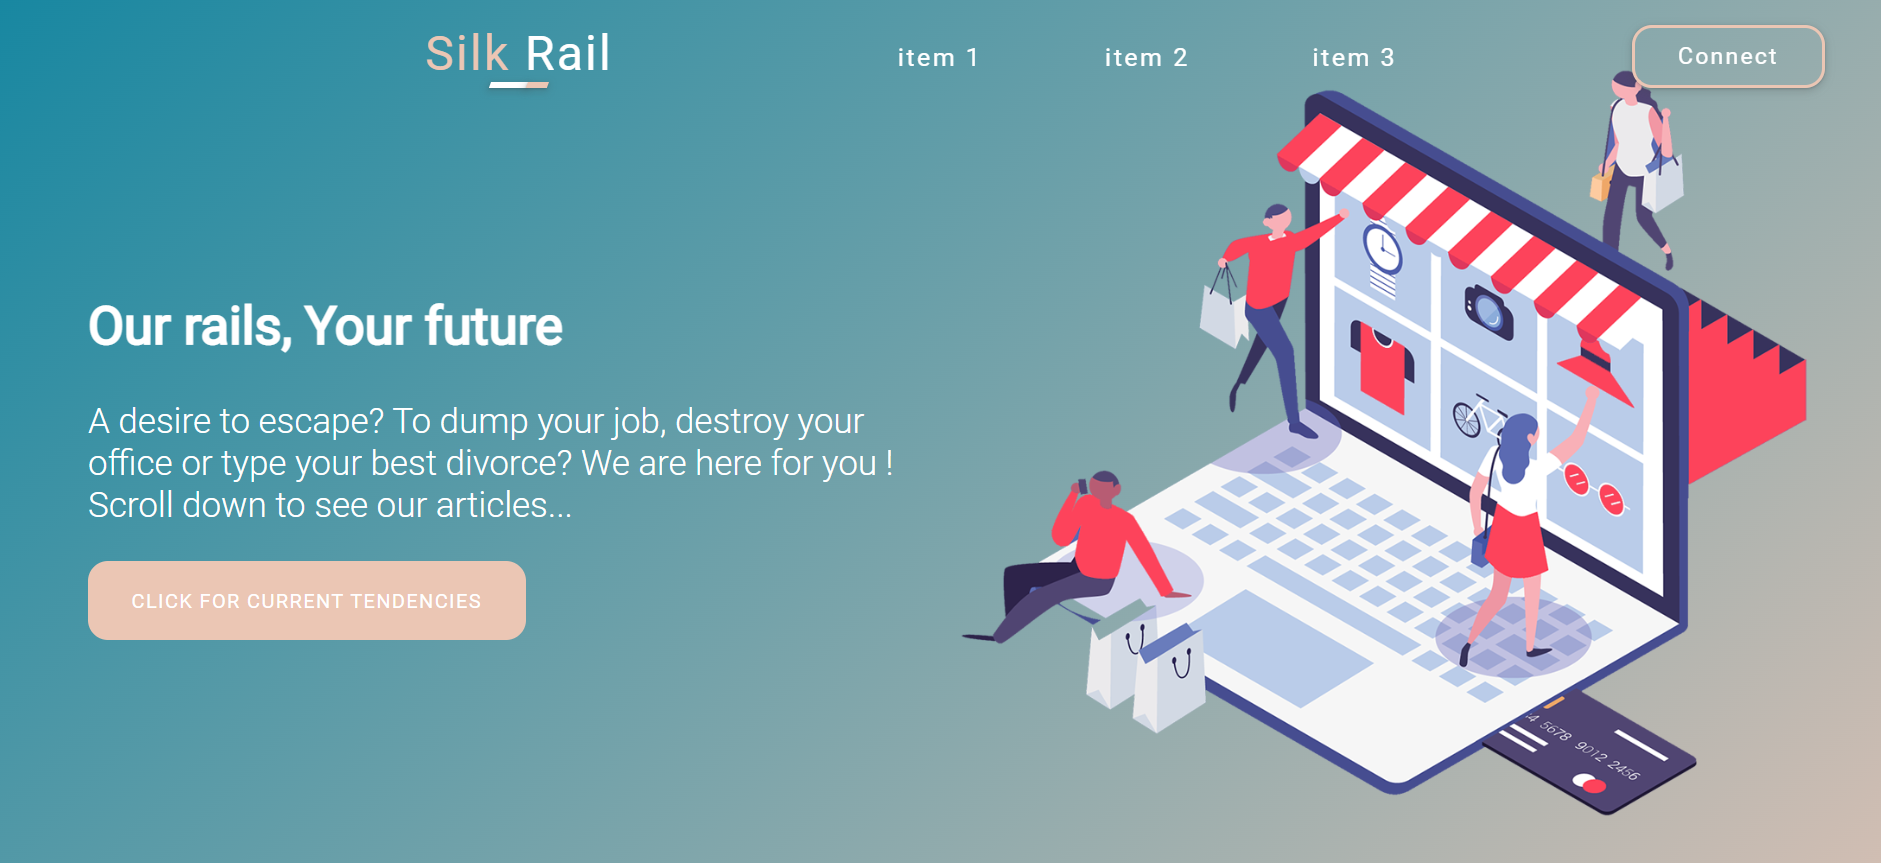 Silk Rail
item 1
item 2
item 3
Connect
Our rails, Your future
A desire to escape? To dump your job, destroy your
office or type your best divorce? We are here for you !
Scroll down to see our articles...
CLICK FOR CURRENT TENDENCIES
5678 9012 2456